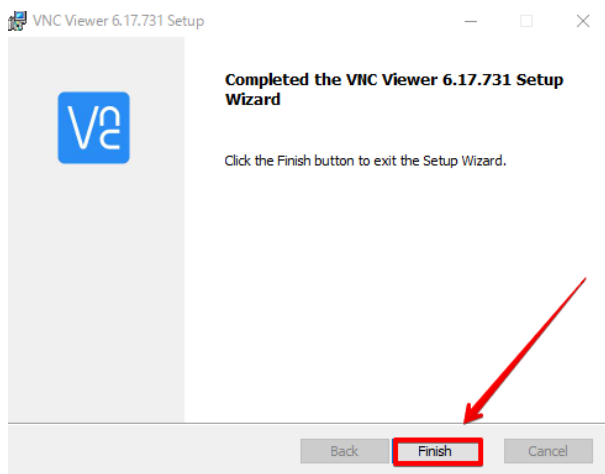 VNC Viewer 6.17.731 Setup
Completed the VNC Viewer 6.17.731 Setup
Wizard
VNC
Click the Finish button to exit the Setup Wizard.
Back
Finish
Cancel